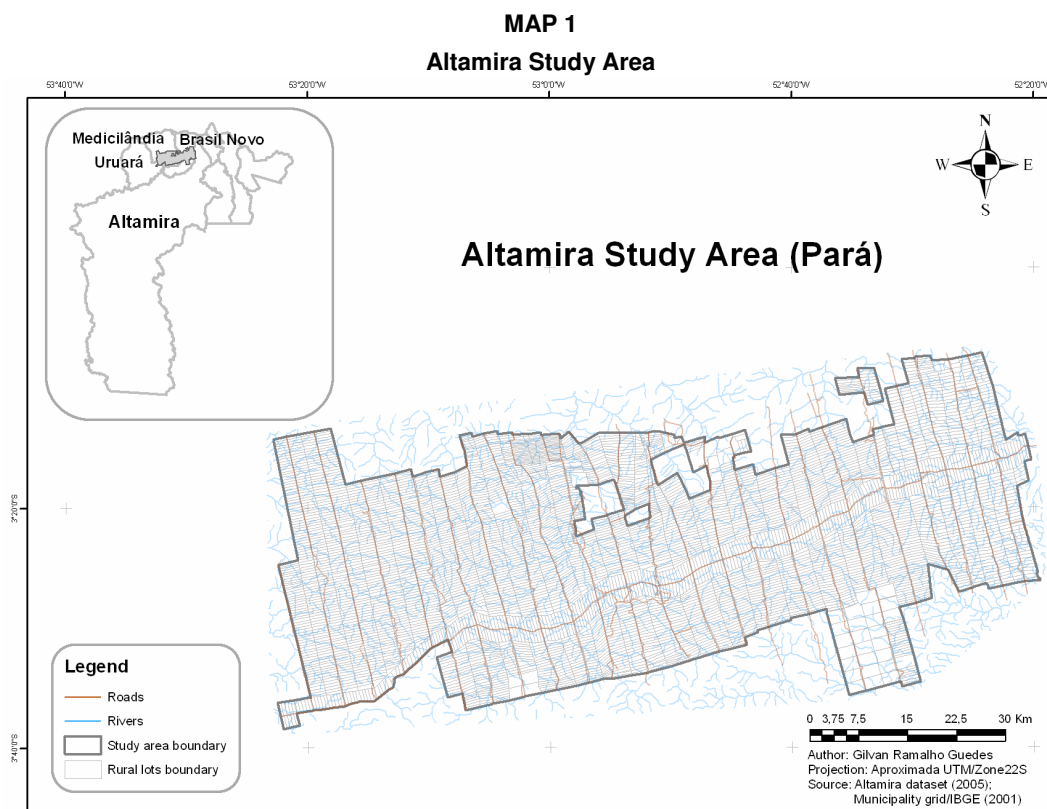 MAP 1
Altamira Study Area
53°40'0"W 53°20'0"W 53°0'0"W 52°40'0"W 52°20'0"W
Medicilândia Brasil Novo
Uruará
Altamira
N
W E
S
Altamira Study Area (Pará)
3°20'0"S
3°40'0"S
Legend
Roads
Rivers
Study area boundary
Rural lots boundary
0 3,75 7,5 15 22,5 30 Km
Author: Gilvan Ramalho Guedes
Projection: Aproximada UTM/Zone22S
Source: Altamira dataset (2005);
Municipality grid/IBGE (2001)